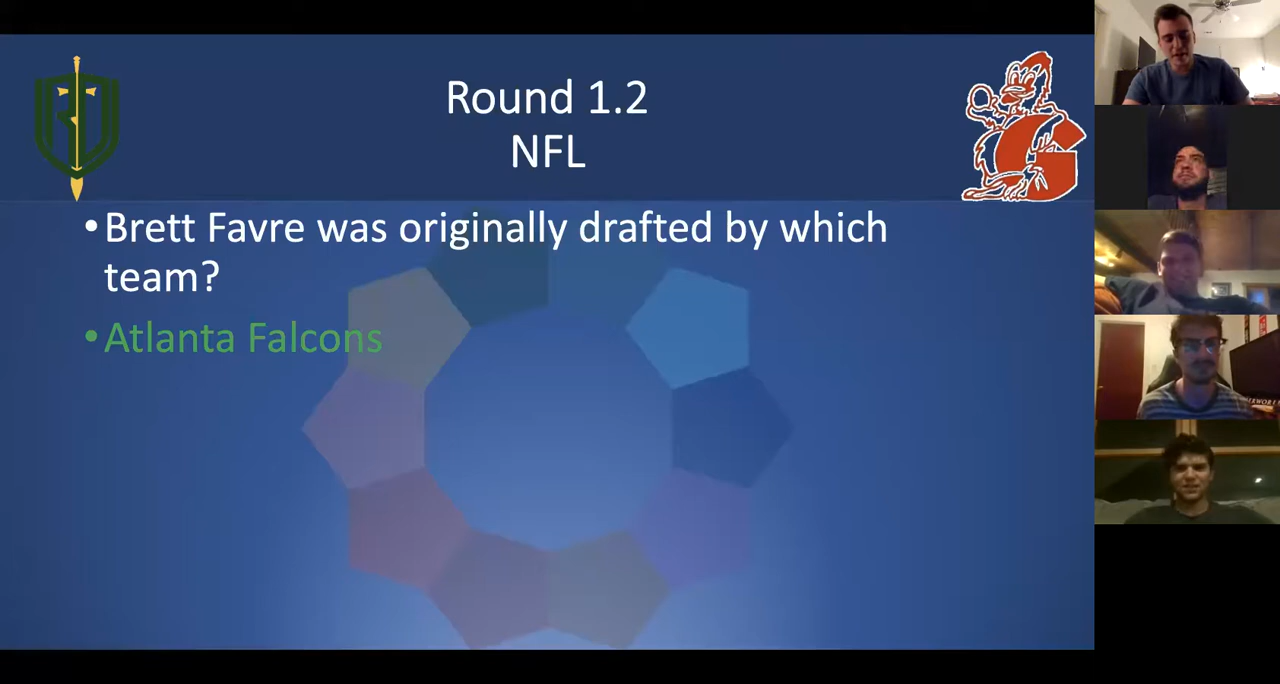 Round 1.2
NFL
•Brett Favre was originally drafted by which
team?
•Atlanta Falcons
G